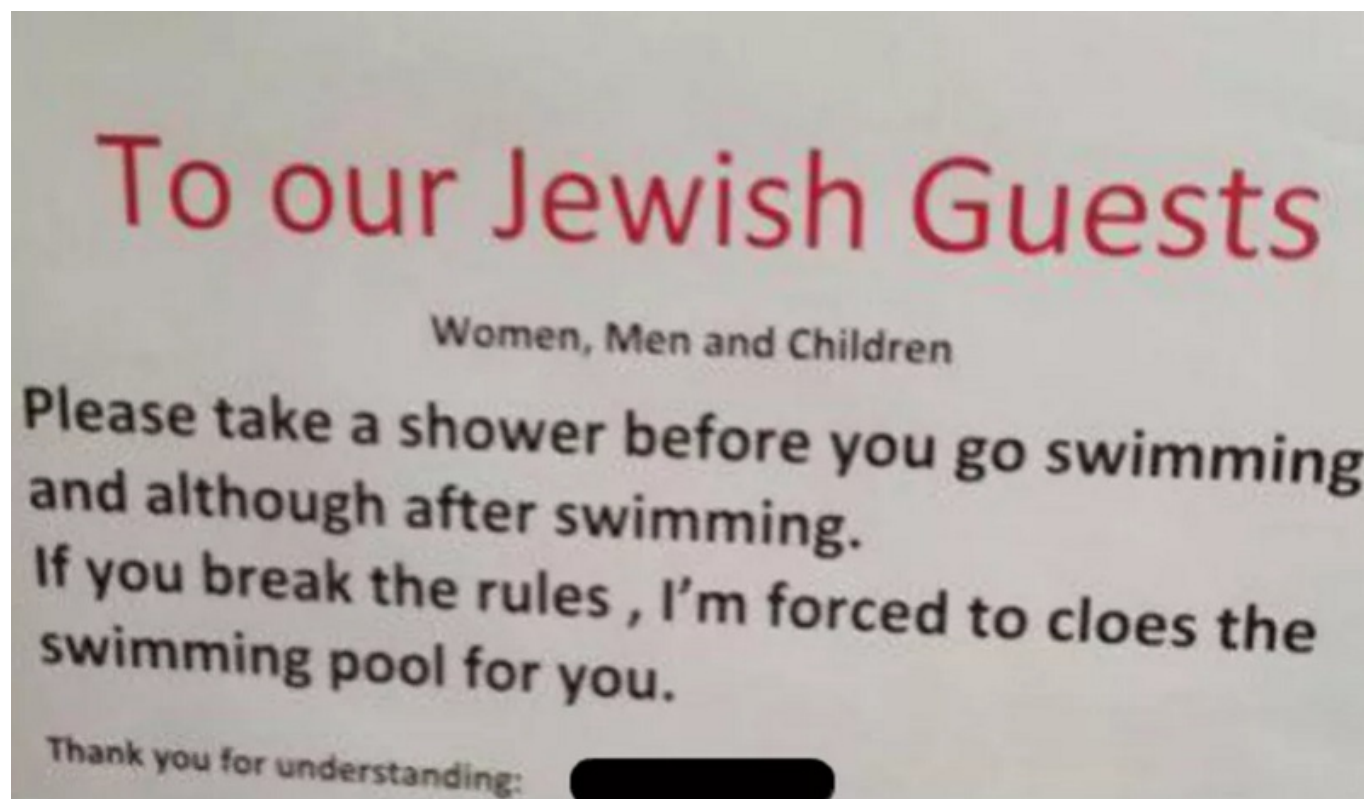 To our Jewish Guests
Women, Men and Children
Please take a shower before you go swimming
and although after swimming.
If you break the rules , I'm forced to cloes the
swimming pool for you.
Thank you for understanding: